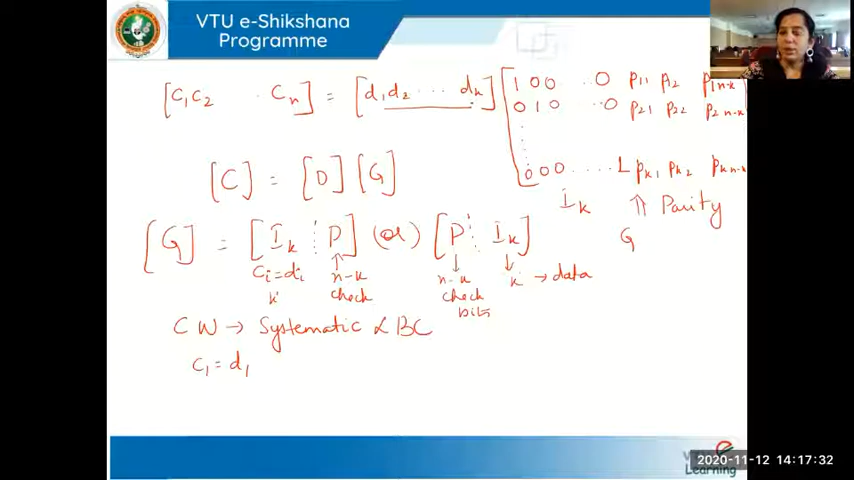 VTU e-Shikshana
Programme
[c1 c2 . cn] = [d1 d2 ... dk] [1 0 0 .. 0 p11 p12 p1n-k
0 1 0 .. 0 p21 p22 p2n-k
0 0 0 .... 1 pk1 pk2 pkn-k
[C] = [D] [G]
Ik ⇑ Parity
G
[G] = [Ik ⋮ P] (or) [P ⋮ Ik]
ci = di n-k n-k k → data
k check check
bits
CW → Systematic LBC
c1 = d1
2020-11-12 14:17:32
Learning